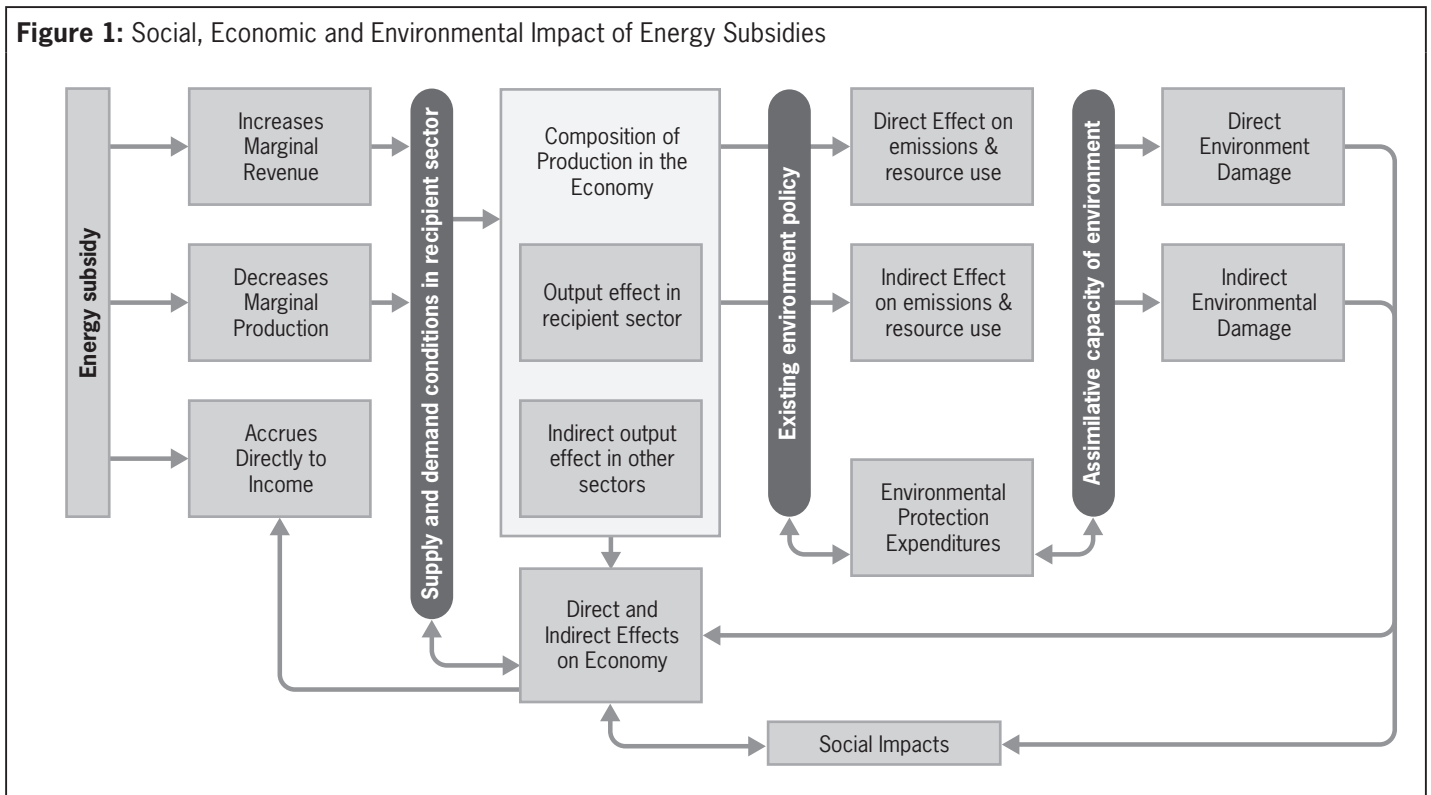 Figure 1: Social, Economic and Environmental Impact of Energy Subsidies
Energy subsidy
Increases
Marginal
Revenue
Decreases
Marginal
Production
Accrues
Directly to
Income
Supply and demand conditions in recipient sector
Composition of
Production in the
Economy
Output effect in
recipient sector
Indirect output
effect in other
sectors
Direct and
Indirect Effects
on Economy
Existing environment policy
Direct Effect on
emissions &
resource use
Indirect Effect
on emissions &
resource use
Environmental
Protection
Expenditures
Assimilative capacity of environment
Direct
Environment
Damage
Indirect
Environmental
Damage
Social Impacts